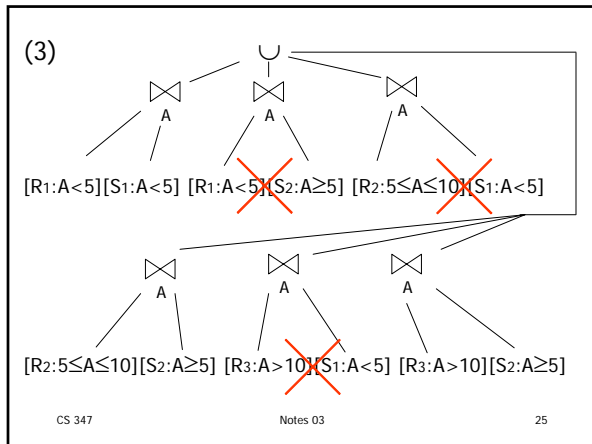 (3)
∪
⋈ ⋈ ⋈
A A A
[R1:A<5][S1:A<5] [R1:A<5][S2:A≥5] [R2:5≤A≤10][S1:A<5]
⋈ ⋈ ⋈
A A A
[R2:5≤A≤10][S2:A≥5] [R3:A>10][S1:A<5] [R3:A>10][S2:A≥5]
CS 347 Notes 03 25